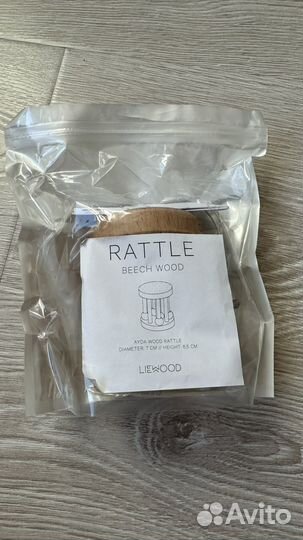 RATTLE
BEECH WOOD
AYDA WOOD RATTLE
DIAMETER: 7 CM // HEIGHT: 8,5 CM
LIEWOOD
Avito